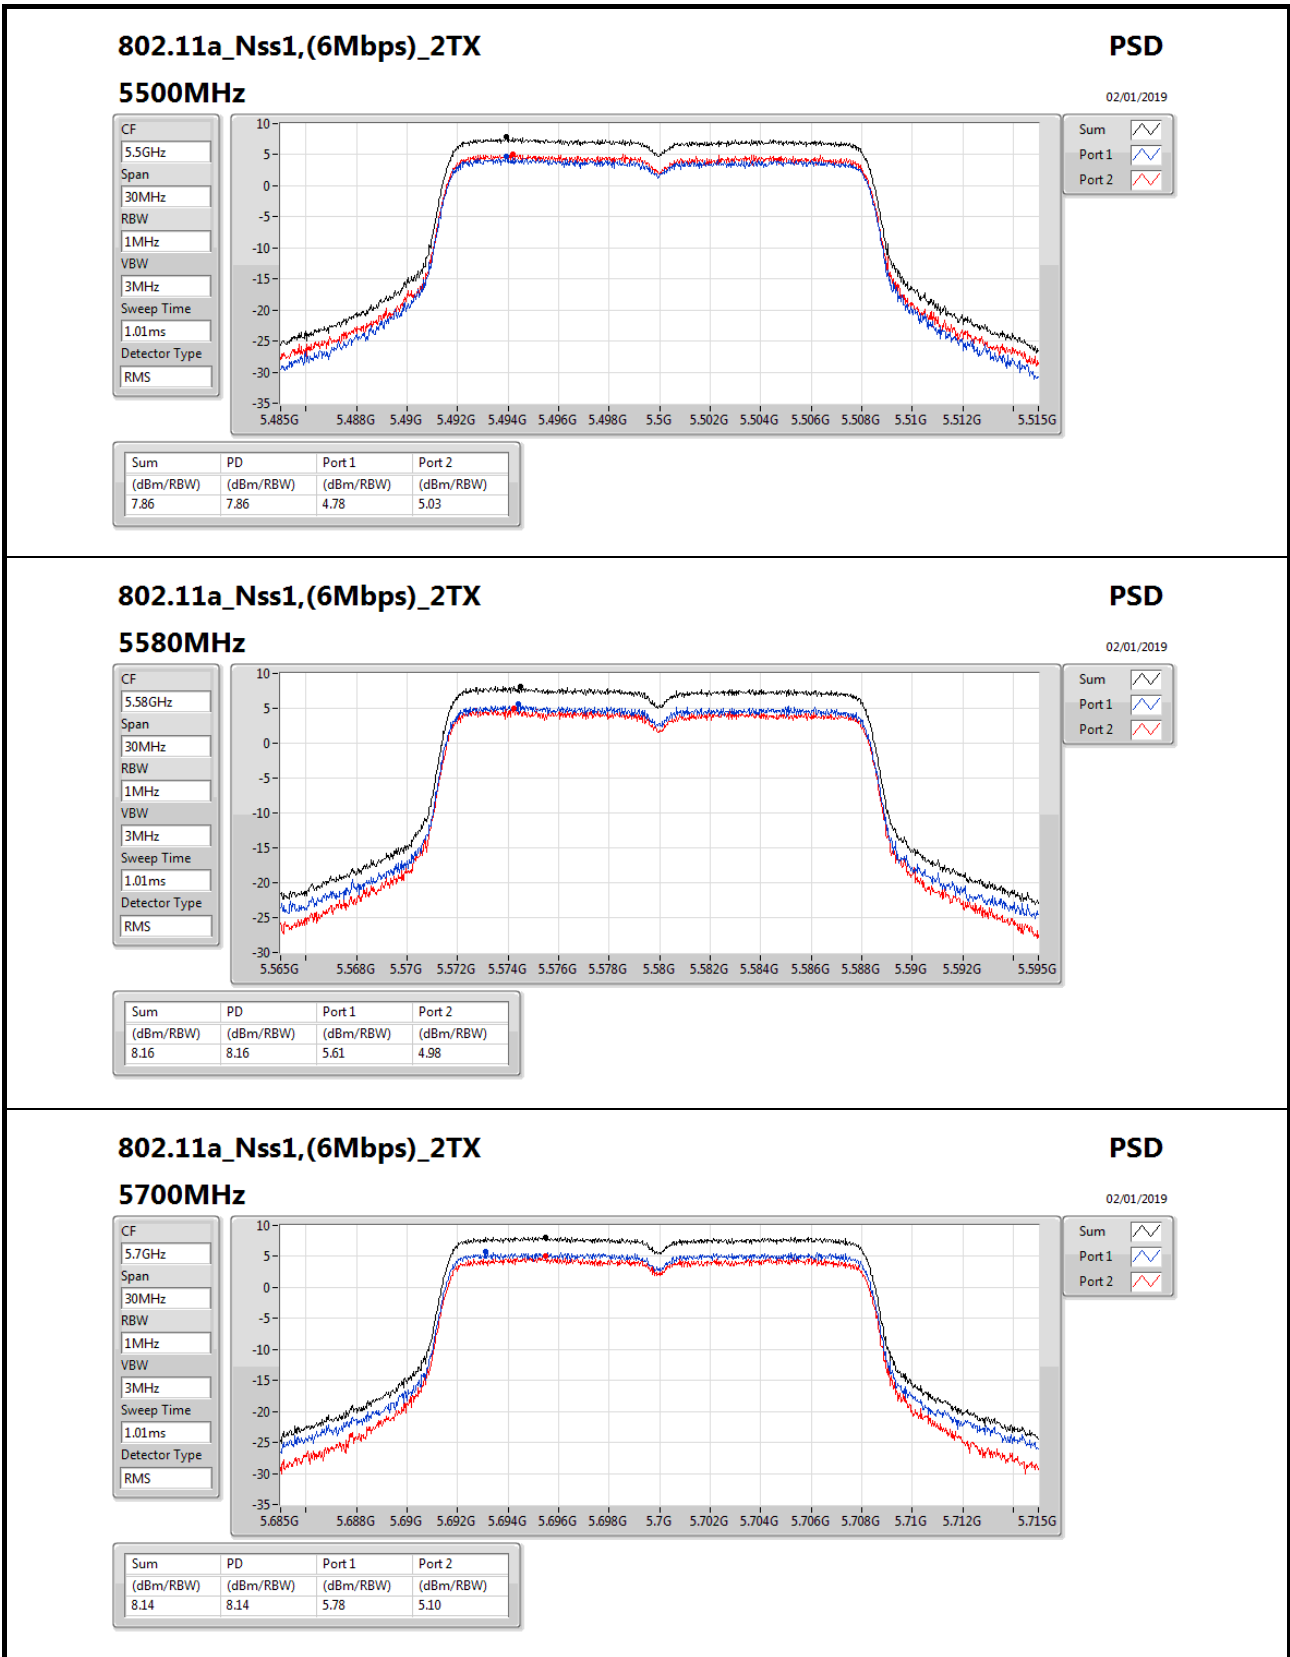 802.11a_Nss1,(6Mbps)_2TX
PSD
5500MHz
02/01/2019
CF
5.5GHz
Span
30MHz
RBW
1MHz
VBW
3MHz
Sweep Time
1.01ms
Detector Type
RMS
10
5
0
-5
-10
-15
-20
-25
-30
-35
5.485G 5.488G 5.49G 5.492G 5.494G 5.496G 5.498G 5.5G 5.502G 5.504G 5.506G 5.508G 5.51G 5.512G 5.515G
Sum
Port 1
Port 2
Sum PD Port 1 Port 2
(dBm/RBW) (dBm/RBW) (dBm/RBW) (dBm/RBW)
7.86 7.86 4.78 5.03
802.11a_Nss1,(6Mbps)_2TX
PSD
5580MHz
02/01/2019
CF
5.58GHz
Span
30MHz
RBW
1MHz
VBW
3MHz
Sweep Time
1.01ms
Detector Type
RMS
10
5
0
-5
-10
-15
-20
-25
-30
5.565G 5.568G 5.57G 5.572G 5.574G 5.576G 5.578G 5.58G 5.582G 5.584G 5.586G 5.588G 5.59G 5.592G 5.595G
Sum
Port 1
Port 2
Sum PD Port 1 Port 2
(dBm/RBW) (dBm/RBW) (dBm/RBW) (dBm/RBW)
8.16 8.16 5.61 4.98
802.11a_Nss1,(6Mbps)_2TX
PSD
5700MHz
02/01/2019
CF
5.7GHz
Span
30MHz
RBW
1MHz
VBW
3MHz
Sweep Time
1.01ms
Detector Type
RMS
10
5
0
-5
-10
-15
-20
-25
-30
-35
5.685G 5.688G 5.69G 5.692G 5.694G 5.696G 5.698G 5.7G 5.702G 5.704G 5.706G 5.708G 5.71G 5.712G 5.715G
Sum
Port 1
Port 2
Sum PD Port 1 Port 2
(dBm/RBW) (dBm/RBW) (dBm/RBW) (dBm/RBW)
8.14 8.14 5.78 5.10